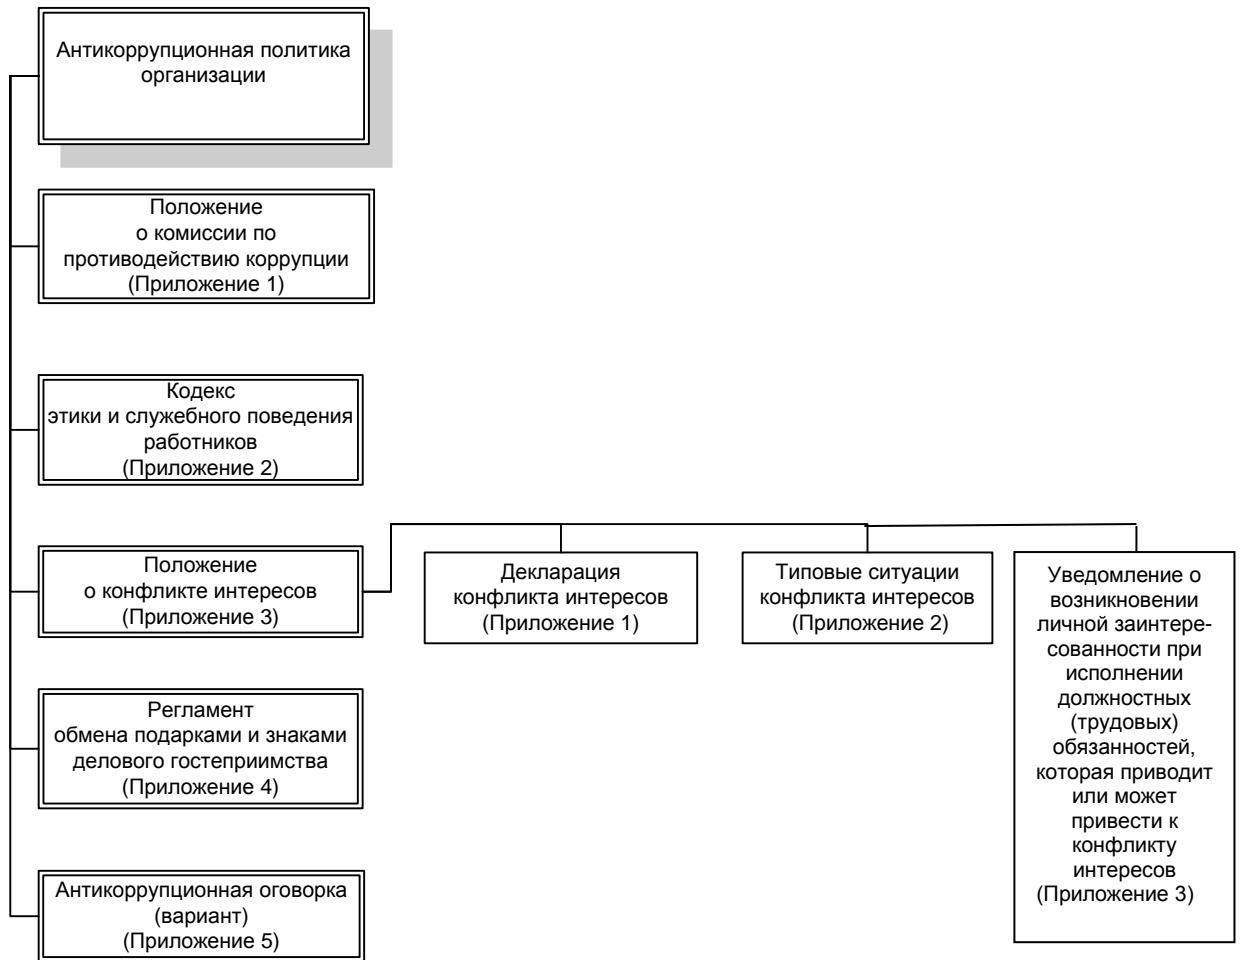 Антикоррупционная политика
организации
Положение
о комиссии по
противодействию коррупции
(Приложение 1)
Кодекс
этики и служебного поведения
работников
(Приложение 2)
Положение
о конфликте интересов
(Приложение 3)
Декларация
конфликта интересов
(Приложение 1)
Типовые ситуации
конфликта интересов
(Приложение 2)
Уведомление о
возникновении
личной заинтере-
сованности при
исполнении
должностных
(трудовых)
обязанностей,
которая приводит
или может
привести к
конфликту
интересов
(Приложение 3)
Регламент
обмена подарками и знаками
делового гостеприимства
(Приложение 4)
Антикоррупционная оговорка
(вариант)
(Приложение 5)